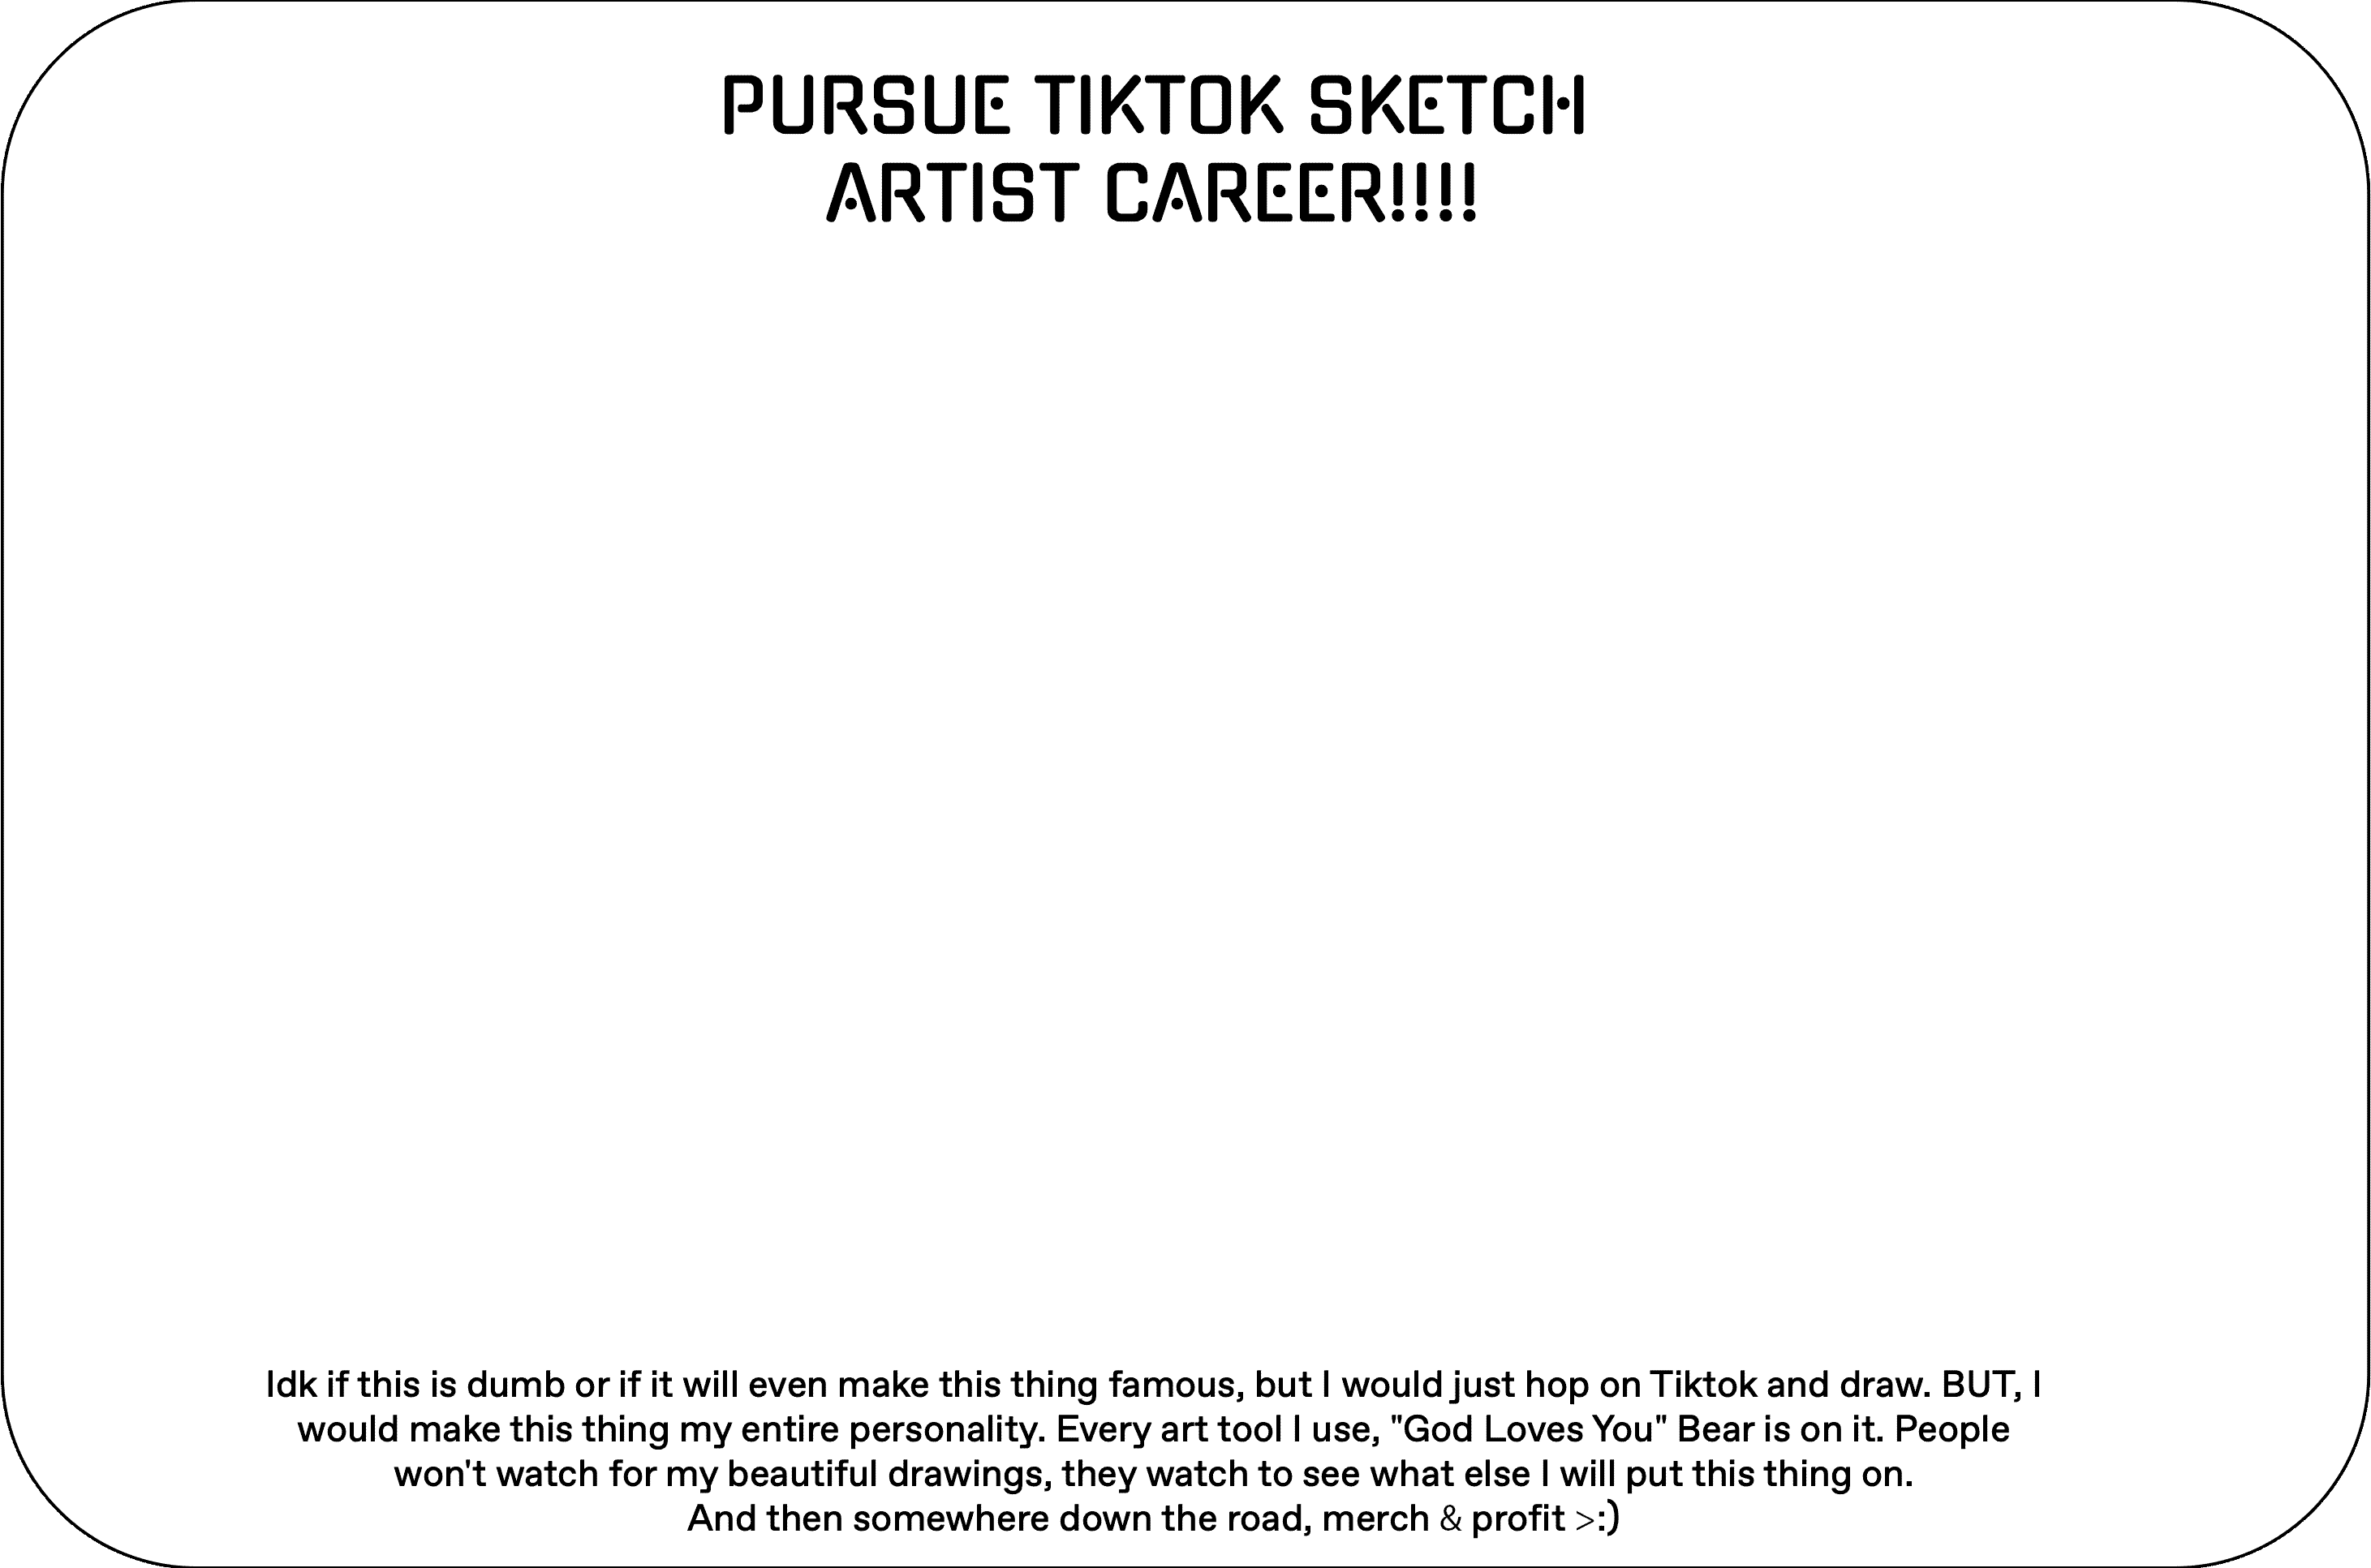 PURSUE TIKTOK SKETCH
ARTIST CAREER!!!!
Idk if this is dumb or if it will even make this thing famous, but I would just hop on Tiktok and draw. BUT, I
would make this thing my entire personality. Every art tool I use, "God Loves You" Bear is on it. People
won't watch for my beautiful drawings, they watch to see what else I will put this thing on.
And then somewhere down the road, merch & profit >:)